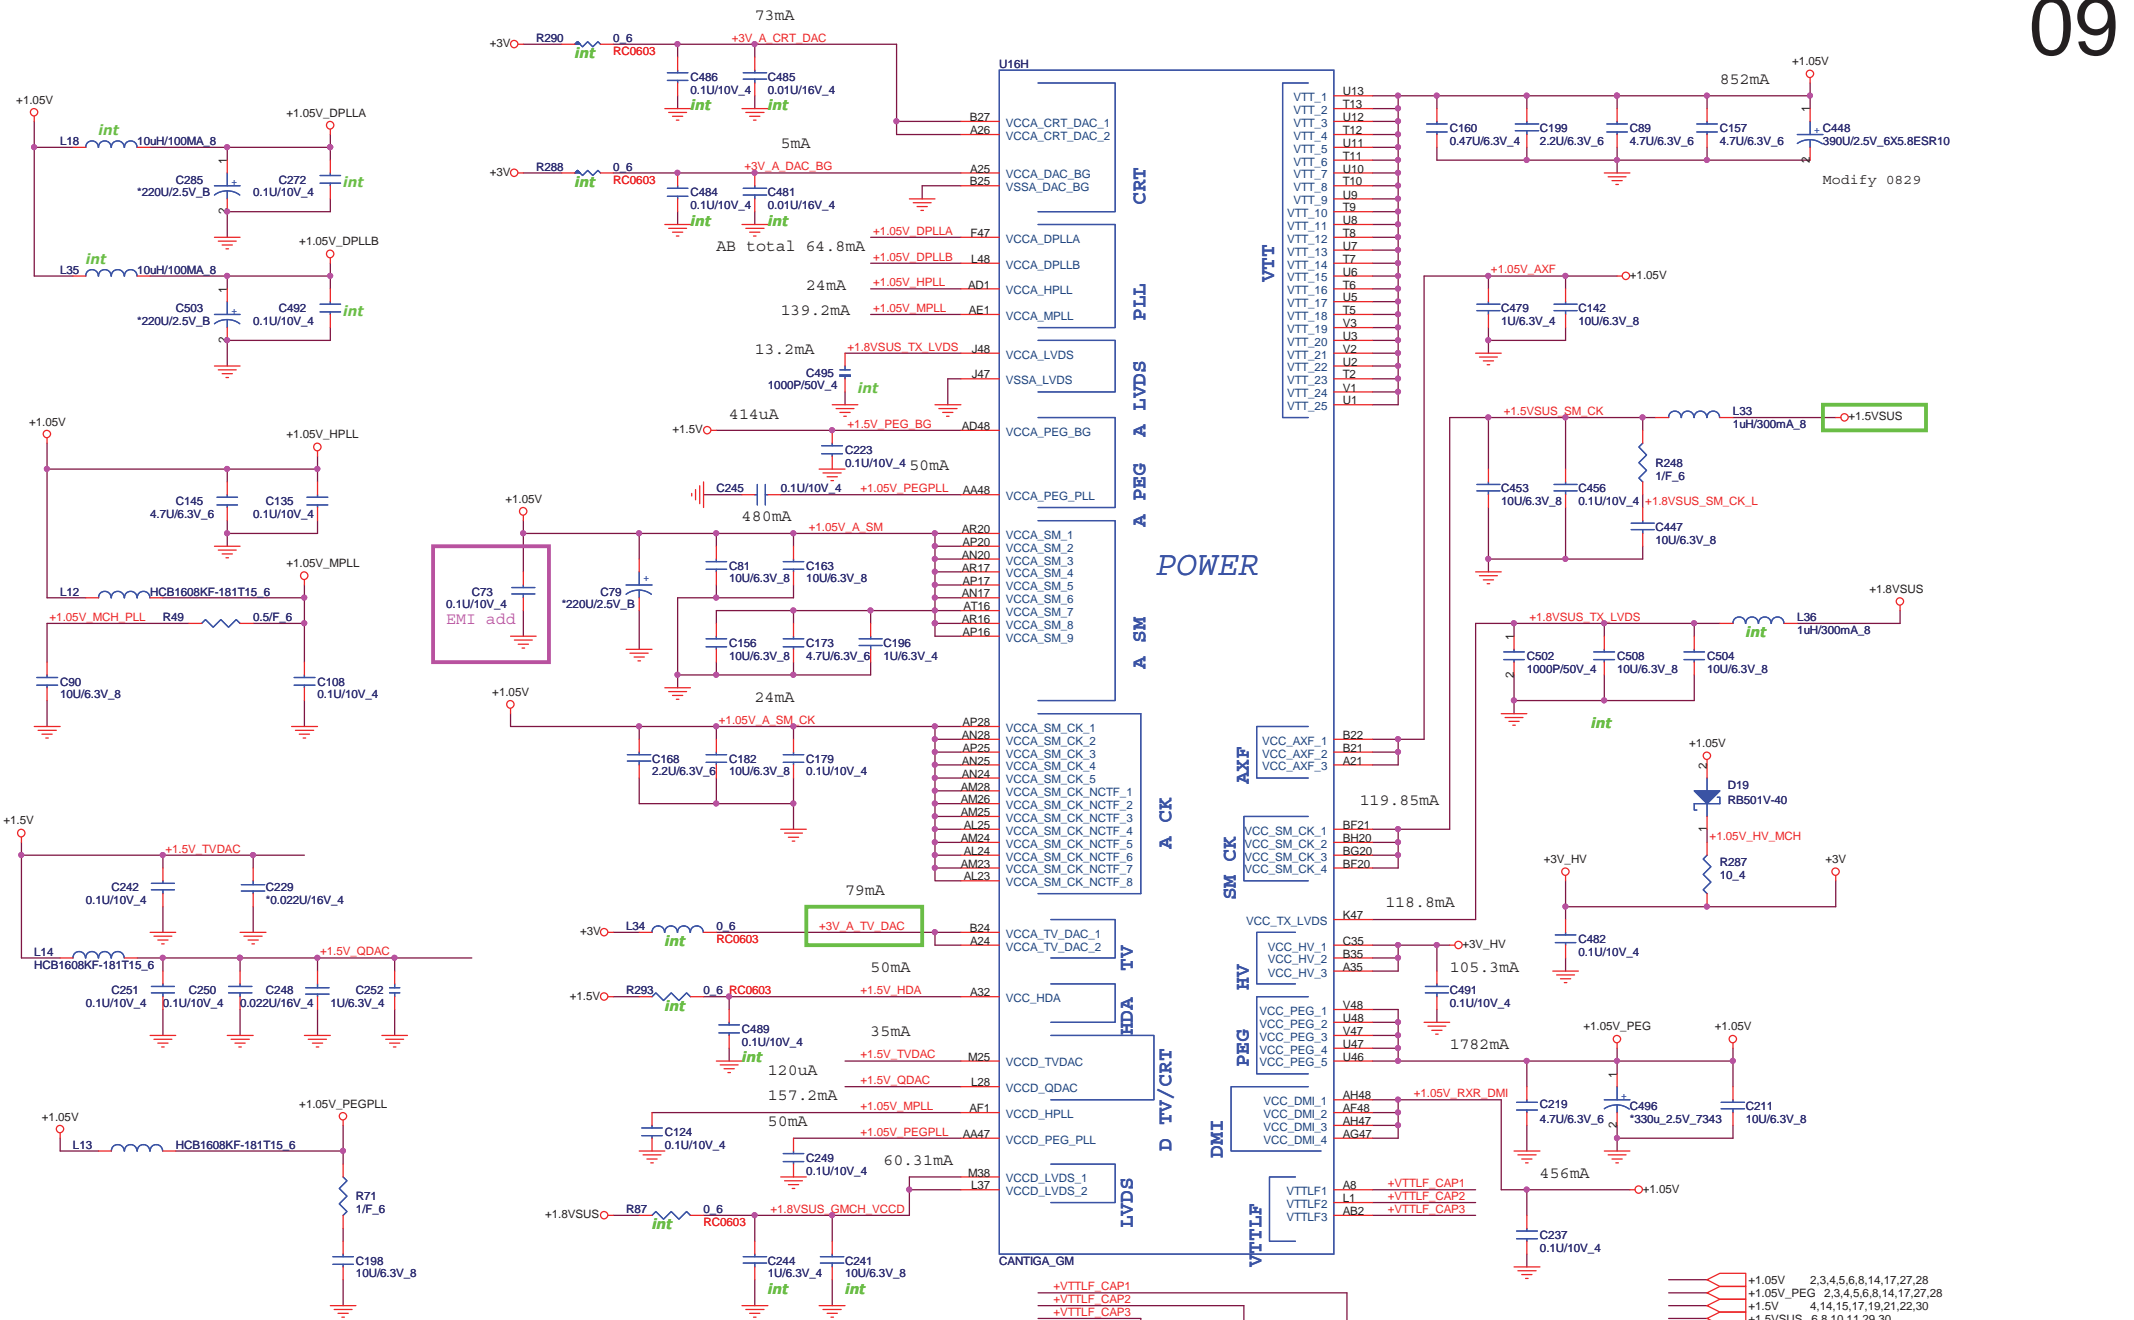 09
73mA
+3V R290 0_6 +3V_A_CRT_DAC
int RC0603
C486
0.1U/10V_4
int
C485
0.01U/16V_4
int
5mA
+3V R288 0_6 +3V_A_DAC_BG
int RC0603
C484
0.1U/10V_4
int
C481
0.01U/16V_4
int
+1.05V
+1.05V_DPLLA
int
L18 10uH/100MA_8
1
C285
*220U/2.5V_B
+
2
C272
0.1U/10V_4
int
+1.05V_DPLLB
int
L35 10uH/100MA_8
1
C503
*220U/2.5V_B
+
2
C492
0.1U/10V_4
int
+1.05V
+1.05V_HPLL
C145
4.7U/6.3V_6
C135
0.1U/10V_4
+1.05V_MPLL
L12 HCB1608KF-181T15_6
+1.05V_MCH_PLL R49 0.5/F_6
C90
10U/6.3V_8
C108
0.1U/10V_4
+1.5V
+1.5V_TVDAC
C242
0.1U/10V_4
C229
*0.022U/16V_4
L14
HCB1608KF-181T15_6
+1.5V_QDAC
C251
0.1U/10V_4
C250
0.1U/10V_4
C248
0.022U/16V_4
C252
1U/6.3V_4
+1.05V
+1.05V_PEGPLL
L13 HCB1608KF-181T15_6
R71
1/F_6
C198
10U/6.3V_8
AB total 64.8mA
+1.05V_DPLLA F47
+1.05V_DPLLB L48
24mA +1.05V_HPLL AD1
139.2mA +1.05V_MPLL AE1
13.2mA +1.8VSUS_TX_LVDS J48
C495
1000P/50V_4
int
J47
414uA
+1.5V +1.5V_PEG_BG AD48
C223
0.1U/10V_4
50mA
C245 0.1U/10V_4 +1.05V_PEGPLL AA48
480mA
+1.05V
+1.05V_A_SM
C73
0.1U/10V_4
EMI add
C79
*220U/2.5V_B
+
C81
10U/6.3V_8
C163
10U/6.3V_8
C156
10U/6.3V_8
C173
4.7U/6.3V_6
C196
1U/6.3V_4
24mA
+1.05V
+1.05V_A_SM_CK
C168
2.2U/6.3V_6
C182
10U/6.3V_8
C179
0.1U/10V_4
79mA
+3V L34 0_6 +3V_A_TV_DAC
int RC0603
50mA
+1.5V R293 0_6 RC0603 +1.5V_HDA A32
int
C489
0.1U/10V_4
int
35mA
+1.5V_TVDAC M25
120uA
+1.5V_QDAC L28
157.2mA
+1.05V_MPLL AF1
C124
0.1U/10V_4
50mA
+1.05V_PEGPLL AA47
C249
0.1U/10V_4
60.31mA
+1.8VSUS R87 0_6 +1.8VSUS_GMCH_VCCD
int RC0603
C244
1U/6.3V_4
int
C241
10U/6.3V_8
int
U16H
B27 VCCA_CRT_DAC_1
A26 VCCA_CRT_DAC_2
A25 VCCA_DAC_BG
B25 VSSA_DAC_BG
CRT
VCCA_DPLLA
VCCA_DPLLB
VCCA_HPLL
VCCA_MPLL
PLL
VCCA_LVDS
VSSA_LVDS
A LVDS
VCCA_PEG_BG
VCCA_PEG_PLL
A PEG
AR20 VCCA_SM_1
AP20 VCCA_SM_2
AN20 VCCA_SM_3
AR17 VCCA_SM_4
AP17 VCCA_SM_5
AN17 VCCA_SM_6
AT16 VCCA_SM_7
AR16 VCCA_SM_8
AP16 VCCA_SM_9
A SM
POWER
AP28 VCCA_SM_CK_1
AN28 VCCA_SM_CK_2
AP25 VCCA_SM_CK_3
AN25 VCCA_SM_CK_4
AN24 VCCA_SM_CK_5
AM28 VCCA_SM_CK_NCTF_1
AM26 VCCA_SM_CK_NCTF_2
AM25 VCCA_SM_CK_NCTF_3
AL25 VCCA_SM_CK_NCTF_4
AM24 VCCA_SM_CK_NCTF_5
AL24 VCCA_SM_CK_NCTF_6
AM23 VCCA_SM_CK_NCTF_7
AL23 VCCA_SM_CK_NCTF_8
A CK
B24 VCCA_TV_DAC_1
A24 VCCA_TV_DAC_2
TV
VCC_HDA
HDA
VCCD_TVDAC
VCCD_QDAC
VCCD_HPLL
VCCD_PEG_PLL
D TV/CRT
M38 VCCD_LVDS_1
L37 VCCD_LVDS_2
LVDS
CANTIGA_GM
VTT
VTT_1 U13
VTT_2 T13
VTT_3 U12
VTT_4 T12
VTT_5 U11
VTT_6 T11
VTT_7 U10
VTT_8 T10
VTT_9 U9
VTT_10 T9
VTT_11 U8
VTT_12 T8
VTT_13 U7
VTT_14 T7
VTT_15 U6
VTT_16 T6
VTT_17 U5
VTT_18 T5
VTT_19 V3
VTT_20 U3
VTT_21 V2
VTT_22 U2
VTT_23 T2
VTT_24 V1
VTT_25 U1
AXF
VCC_AXF_1 B22
VCC_AXF_2 B21
VCC_AXF_3 A21
119.85mA
SM CK
VCC_SM_CK_1 BF21
VCC_SM_CK_2 BH20
VCC_SM_CK_3 BG20
VCC_SM_CK_4 BF20
118.8mA
VCC_TX_LVDS K47
HV
VCC_HV_1 C35
VCC_HV_2 B35
VCC_HV_3 A35
+3V_HV
105.3mA
C491
0.1U/10V_4
PEG
VCC_PEG_1 V48
VCC_PEG_2 U48
VCC_PEG_3 V47
VCC_PEG_4 U47
VCC_PEG_5 U46
1782mA
DMI
VCC_DMI_1 AH48
VCC_DMI_2 AF48
VCC_DMI_3 AH47
VCC_DMI_4 AG47
+1.05V_RXR_DMI
VTTLF
VTTLF1 A8 +VTTLF_CAP1
VTTLF2 L1 +VTTLF_CAP2
VTTLF3 AB2 +VTTLF_CAP3
852mA
+1.05V
C160
0.47U/6.3V_4
C199
2.2U/6.3V_6
C89
4.7U/6.3V_6
C157
4.7U/6.3V_6
1
+
C448
390U/2.5V_6X5.8ESR10
2
Modify 0829
+1.05V_AXF
+1.05V
C479
1U/6.3V_4
C142
10U/6.3V_8
+1.5VSUS_SM_CK
L33
1uH/300mA_8
+1.5VSUS
R248
1/F_6
C453
10U/6.3V_8
C456
0.1U/10V_4
+1.8VSUS_SM_CK_L
C447
10U/6.3V_8
+1.8VSUS
+1.8VSUS_TX_LVDS
L36
1uH/300mA_8
int
1
C502
1000P/50V_4
2
C508
10U/6.3V_8
C504
10U/6.3V_8
int
+1.05V
2
D19
RB501V-40
1
+1.05V_HV_MCH
+3V_HV
R287
10_4
+3V
C482
0.1U/10V_4
+1.05V_PEG
+1.05V
C219
4.7U/6.3V_6
1
+
C496
*330u_2.5V_7343
2
C211
10U/6.3V_8
456mA
+1.05V
C237
0.1U/10V_4
+VTTLF_CAP1
+VTTLF_CAP2
+VTTLF_CAP3
+1.05V 2,3,4,5,6,8,14,17,27,28
+1.05V_PEG 2,3,4,5,6,8,14,17,27,28
+1.5V 4,14,15,17,19,21,22,30
+1.5VSUS 6,8,10,11,29,30